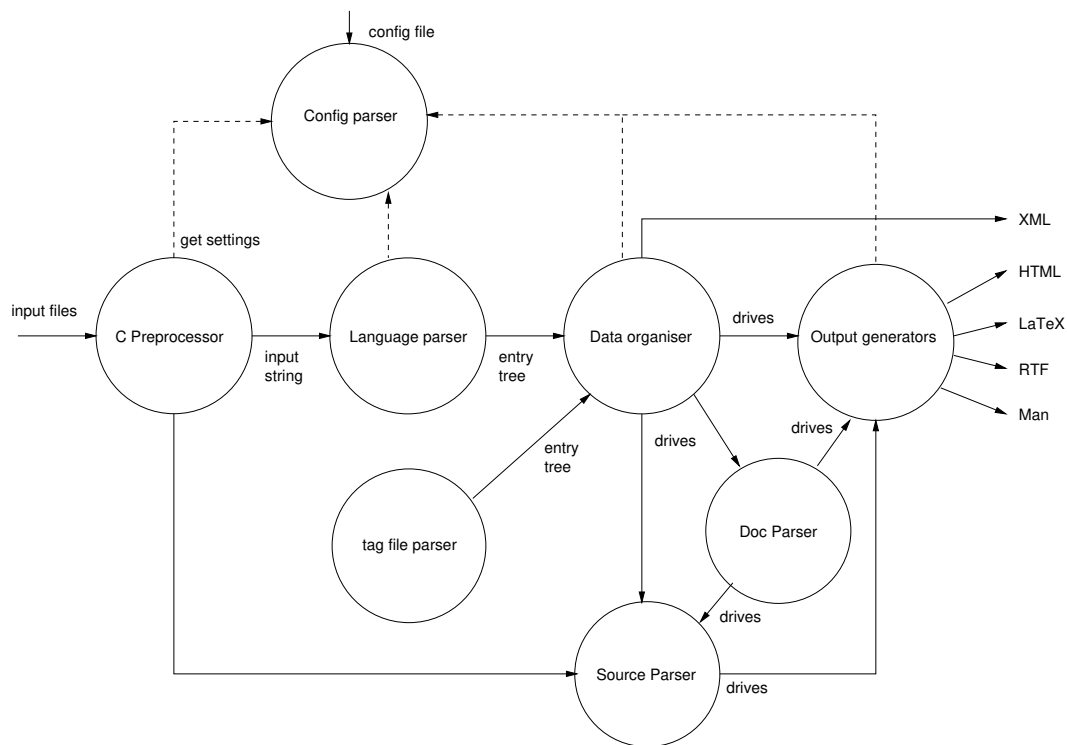 config file
Config parser
get settings
XML
HTML
input files
C Preprocessor
input
string
Language parser
entry
tree
Data organiser
drives
Output generators
LaTeX
RTF
Man
drives
drives
entry
tree
tag file parser
Doc Parser
drives
Source Parser
drives